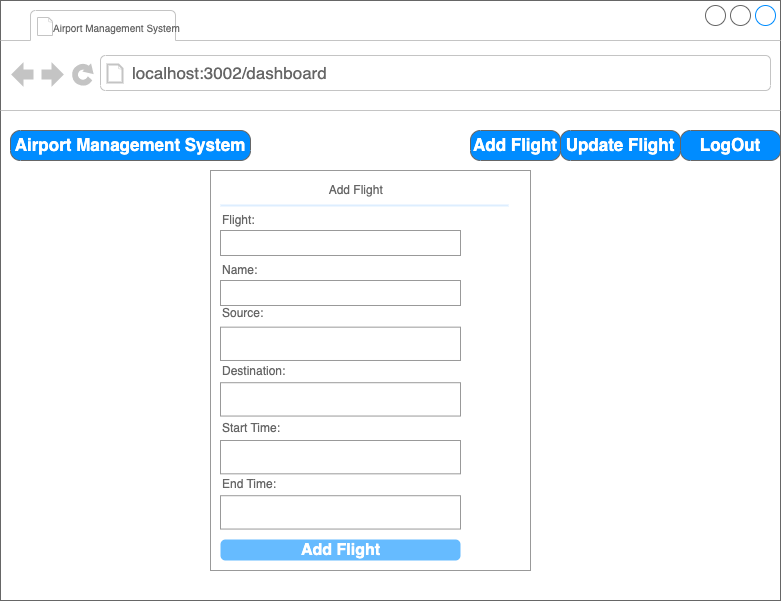 Airport Management System
localhost:3002/dashboard
Airport Management System
Add Flight
Update Flight
LogOut
Add Flight
Flight:
Name:
Source:
Destination:
Start Time:
End Time:
Add Flight